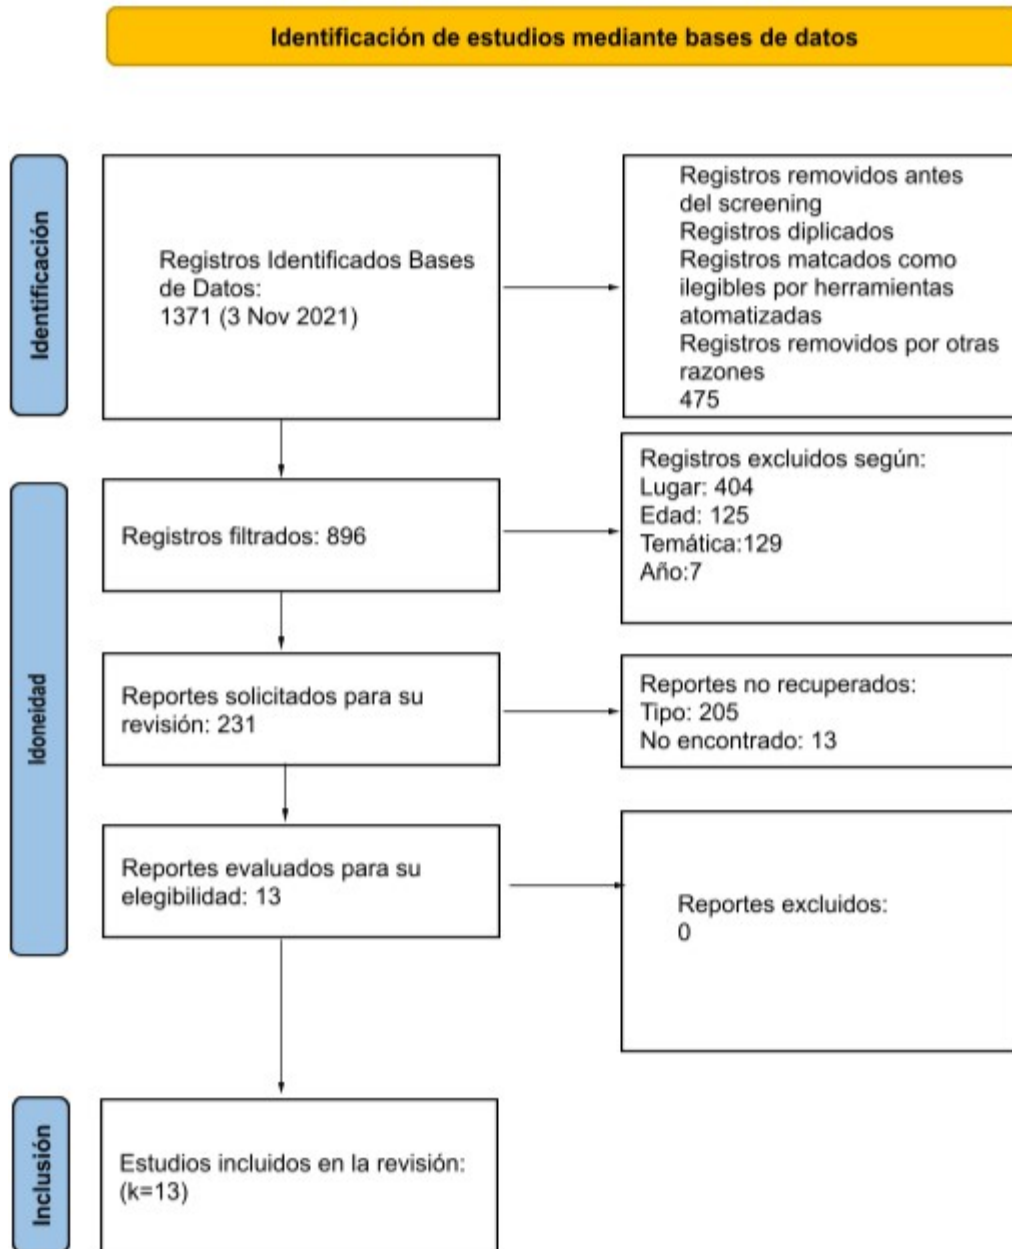 Identificación de estudios mediante bases de datos
Identificación
Registros Identificados Bases
de Datos:
1371 (3 Nov 2021)
Registros removidos antes
del screening
Registros diplicados
Registros matcados como
ilegibles por herramientas
atomatizadas
Registros removidos por otras
razones
475
Idoneidad
Registros filtrados: 896
Registros excluidos según:
Lugar: 404
Edad: 125
Temática:129
Año:7
Reportes solicitados para su
revisión: 231
Reportes no recuperados:
Tipo: 205
No encontrado: 13
Reportes evaluados para su
elegibilidad: 13
Reportes excluidos:
0
Inclusión
Estudios incluidos en la revisión:
(k=13)